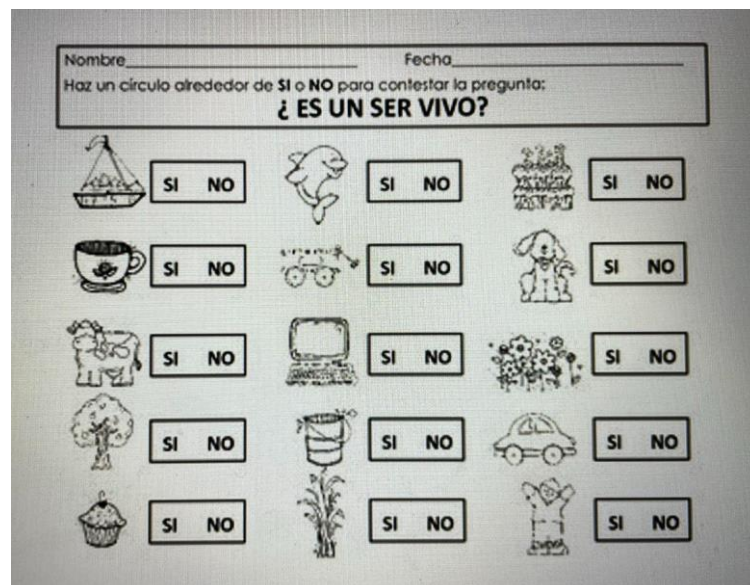 Nombre____________________ Fecha____________________
Haz un círculo alrededor de SI o NO para contestar la pregunta:
¿ ES UN SER VIVO?
SI NO SI NO SI NO
SI NO SI NO SI NO
SI NO SI NO SI NO
SI NO SI NO SI NO
SI NO SI NO SI NO